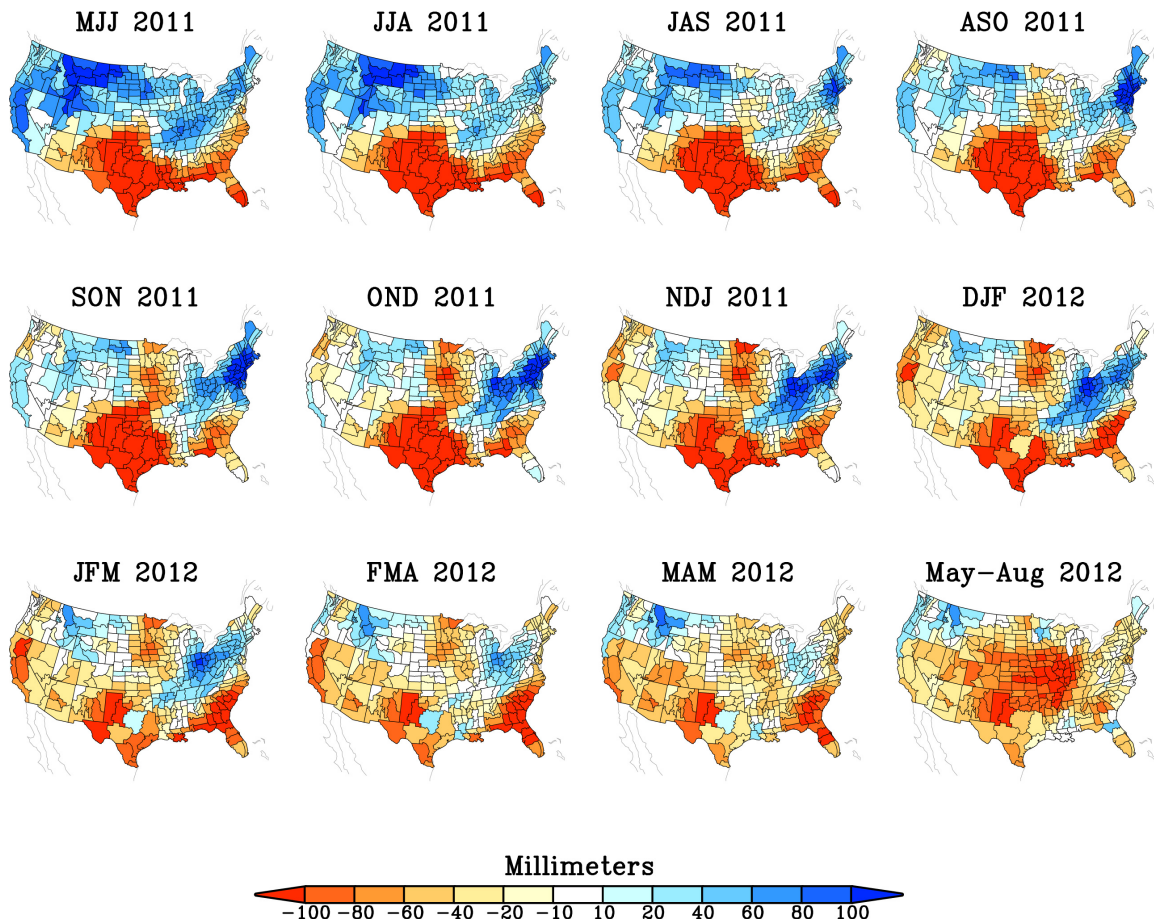 MJJ 2011
JJA 2011
JAS 2011
ASO 2011
SON 2011
OND 2011
NDJ 2011
DJF 2012
JFM 2012
FMA 2012
MAM 2012
May-Aug 2012
Millimeters
-100 -80 -60 -40 -20 -10 10 20 40 60 80 100